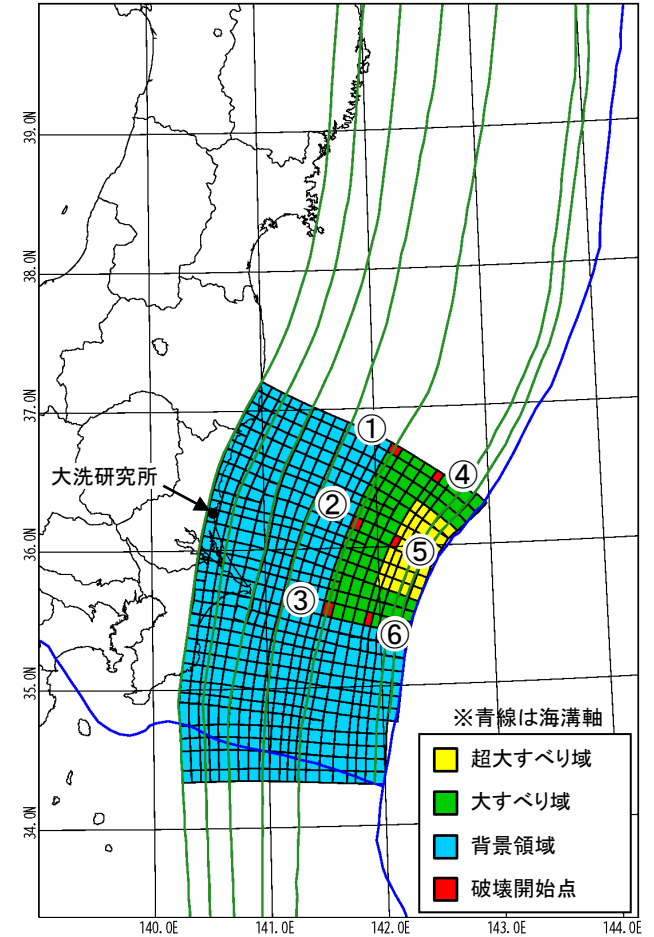 39.0N
38.0N
37.0N
①
④
大洗研究所
②
36.0N
⑤
③
⑥
35.0N
※青線は海溝軸
超大すべり域
大すべり域
34.0N
背景領域
破壊開始点
140.0E 141.0E 142.0E 143.0E 144.0E